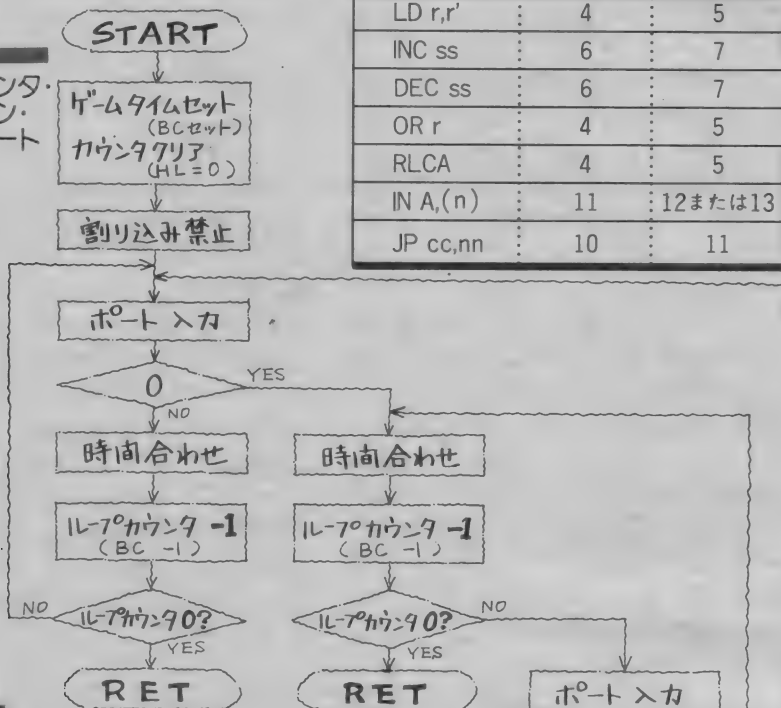 START
ンタ・
ン・
ート
ゲームタイムセット
(BCセット)
カウンタクリア
(HL=0)
割り込み禁止
ポート入力
0
YES
NO
時間合わせ
ループカウンタ -1
(BC -1)
NO
ループカウンタ0?
YES
RET
時間合わせ
ループカウンタ -1
(BC -1)
ループカウンタ0?
NO
YES
RET
ポート入力
LD r,r' : 4 : 5
INC ss : 6 : 7
DEC ss : 6 : 7
OR r : 4 : 5
RLCA : 4 : 5
IN A,(n) : 11 : 12または13
JP cc,nn : 10 : 11